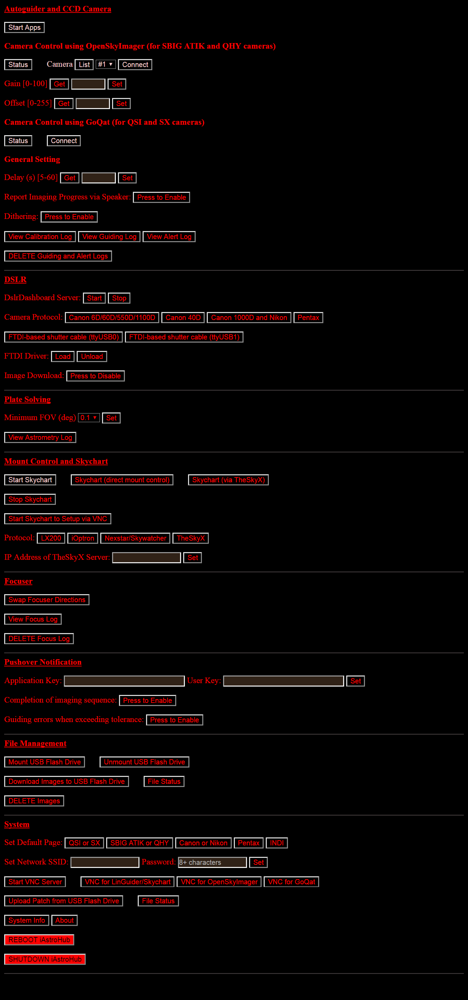 Autoguider and CCD Camera
Start Apps
Camera Control using OpenSkyImager (for SBIG ATIK and QHY cameras)
Status Camera List #1 Connect
Gain [0-100] Get Set
Offset [0-255] Get Set
Camera Control using GoQat (for QSI and SX cameras)
Status Connect
General Setting
Delay (s) [5-60] Get Set
Report Imaging Progress via Speaker: Press to Enable
Dithering: Press to Enable
View Calibration Log View Guiding Log View Alert Log
DELETE Guiding and Alert Logs
DSLR
DslrDashboard Server: Start Stop
Camera Protocol: Canon 6D/60D/550D/1100D Canon 40D Canon 1000D and Nikon Pentax
FTDI-based shutter cable (ttyUSB0) FTDI-based shutter cable (ttyUSB1)
FTDI Driver: Load Unload
Image Download: Press to Disable
Plate Solving
Minimum FOV (deg) 0.1 Set
View Astrometry Log
Mount Control and Skychart
Start Skychart Skychart (direct mount control) Skychart (via TheSkyX)
Stop Skychart
Start Skychart to Setup via VNC
Protocol: LX200 iOptron Nexstar/Skywatcher TheSkyX
IP Address of TheSkyX Server: Set
Focuser
Swap Focuser Directions
View Focus Log
DELETE Focus Log
Pushover Notification
Application Key: User Key: Set
Completion of imaging sequence: Press to Enable
Guiding errors when exceeding tolerance: Press to Enable
File Management
Mount USB Flash Drive Unmount USB Flash Drive
Download Images to USB Flash Drive File Status
DELETE Images
System
Set Default Page: QSI or SX SBIG ATIK or QHY Canon or Nikon Pentax INDI
Set Network SSID: Password: 8+ characters Set
Start VNC Server VNC for LinGuider/Skychart VNC for OpenSkyImager VNC for GoQat
Upload Patch from USB Flash Drive File Status
System Info About
REBOOT iAstroHub
SHUTDOWN iAstroHub